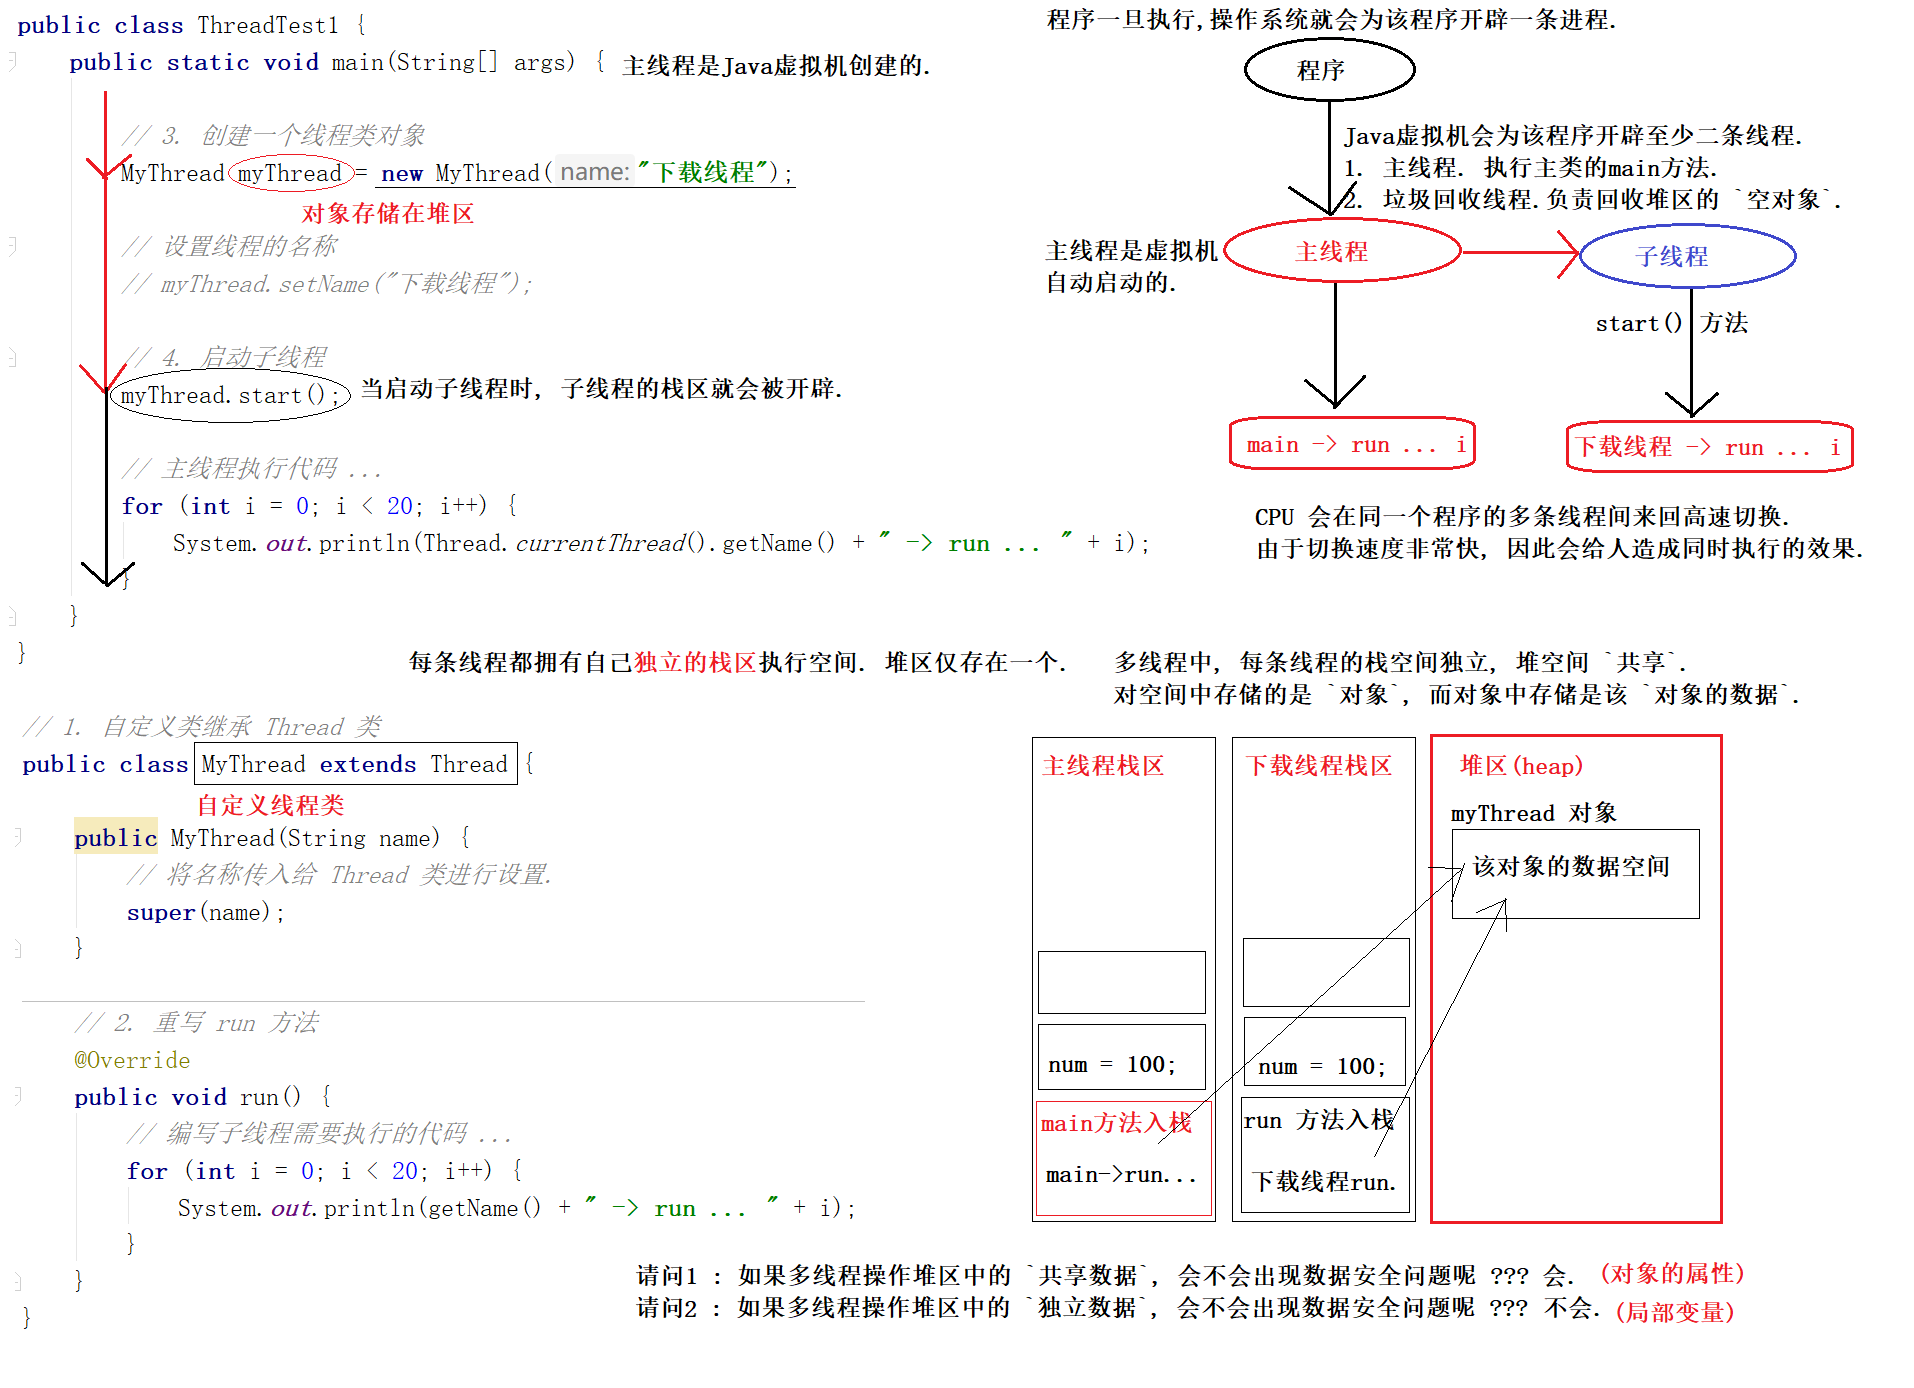 public class ThreadTest1 {
public static void main(String[] args) { 主线程是Java虚拟机创建的.
// 3. 创建一个线程类对象
MyThread myThread = new MyThread( name: "下载线程");
对象存储在堆区
// 设置线程的名称
// myThread.setName("下载线程");
// 4. 启动子线程
myThread.start(); 当启动子线程时, 子线程的栈区就会被开辟.
// 主线程执行代码 ...
for (int i = 0; i < 20; i++) {
System.out.println(Thread.currentThread().getName() + " -> run ... " + i);
}
}
}
程序一旦执行,操作系统就会为该程序开辟一条进程.
程序
Java虚拟机会为该程序开辟至少二条线程.
1. 主线程. 执行主类的main方法.
2. 垃圾回收线程.负责回收堆区的 `空对象`.
主线程是虚拟机
自动启动的.
主线程
子线程
start() 方法
main -> run ... i
下载线程 -> run ... i
CPU 会在同一个程序的多条线程间来回高速切换.
由于切换速度非常快, 因此会给人造成同时执行的效果.
每条线程都拥有自己独立的栈区执行空间. 堆区仅存在一个.
多线程中, 每条线程的栈空间独立, 堆空间 `共享`.
对空间中存储的是 `对象`, 而对象中存储是该 `对象的数据`.
// 1. 自定义类继承 Thread 类
public class MyThread extends Thread {
自定义线程类
public MyThread(String name) {
// 将名称传入给 Thread 类进行设置.
super(name);
}
// 2. 重写 run 方法
@Override
public void run() {
// 编写子线程需要执行的代码 ...
for (int i = 0; i < 20; i++) {
System.out.println(getName() + " -> run ... " + i);
}
}
}
主线程栈区
num = 100;
main方法入栈
main->run...
下载线程栈区
num = 100;
run 方法入栈
下载线程run.
堆区(heap)
myThread 对象
该对象的数据空间
请问1 : 如果多线程操作堆区中的 `共享数据`, 会不会出现数据安全问题呢 ??? 会. (对象的属性)
请问2 : 如果多线程操作堆区中的 `独立数据`, 会不会出现数据安全问题呢 ??? 不会. (局部变量)